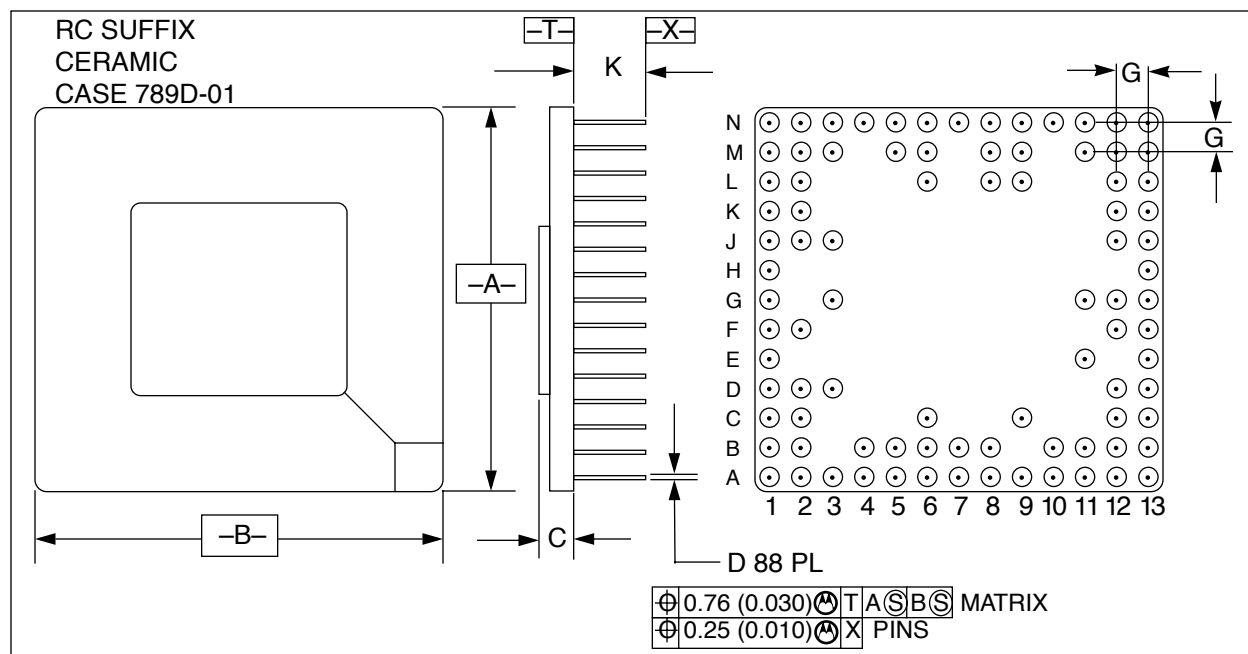 RC SUFFIX
CERAMIC
CASE 789D-01
–T–
–X–
K
G
G
–A–
–B–
C
N
M
L
K
J
H
G
F
E
D
C
B
A
1 2 3 4 5 6 7 8 9 10 11 12 13
D 88 PL
⌖ 0.76 (0.030) Ⓜ T A Ⓢ B Ⓢ MATRIX
⌖ 0.25 (0.010) Ⓜ X PINS